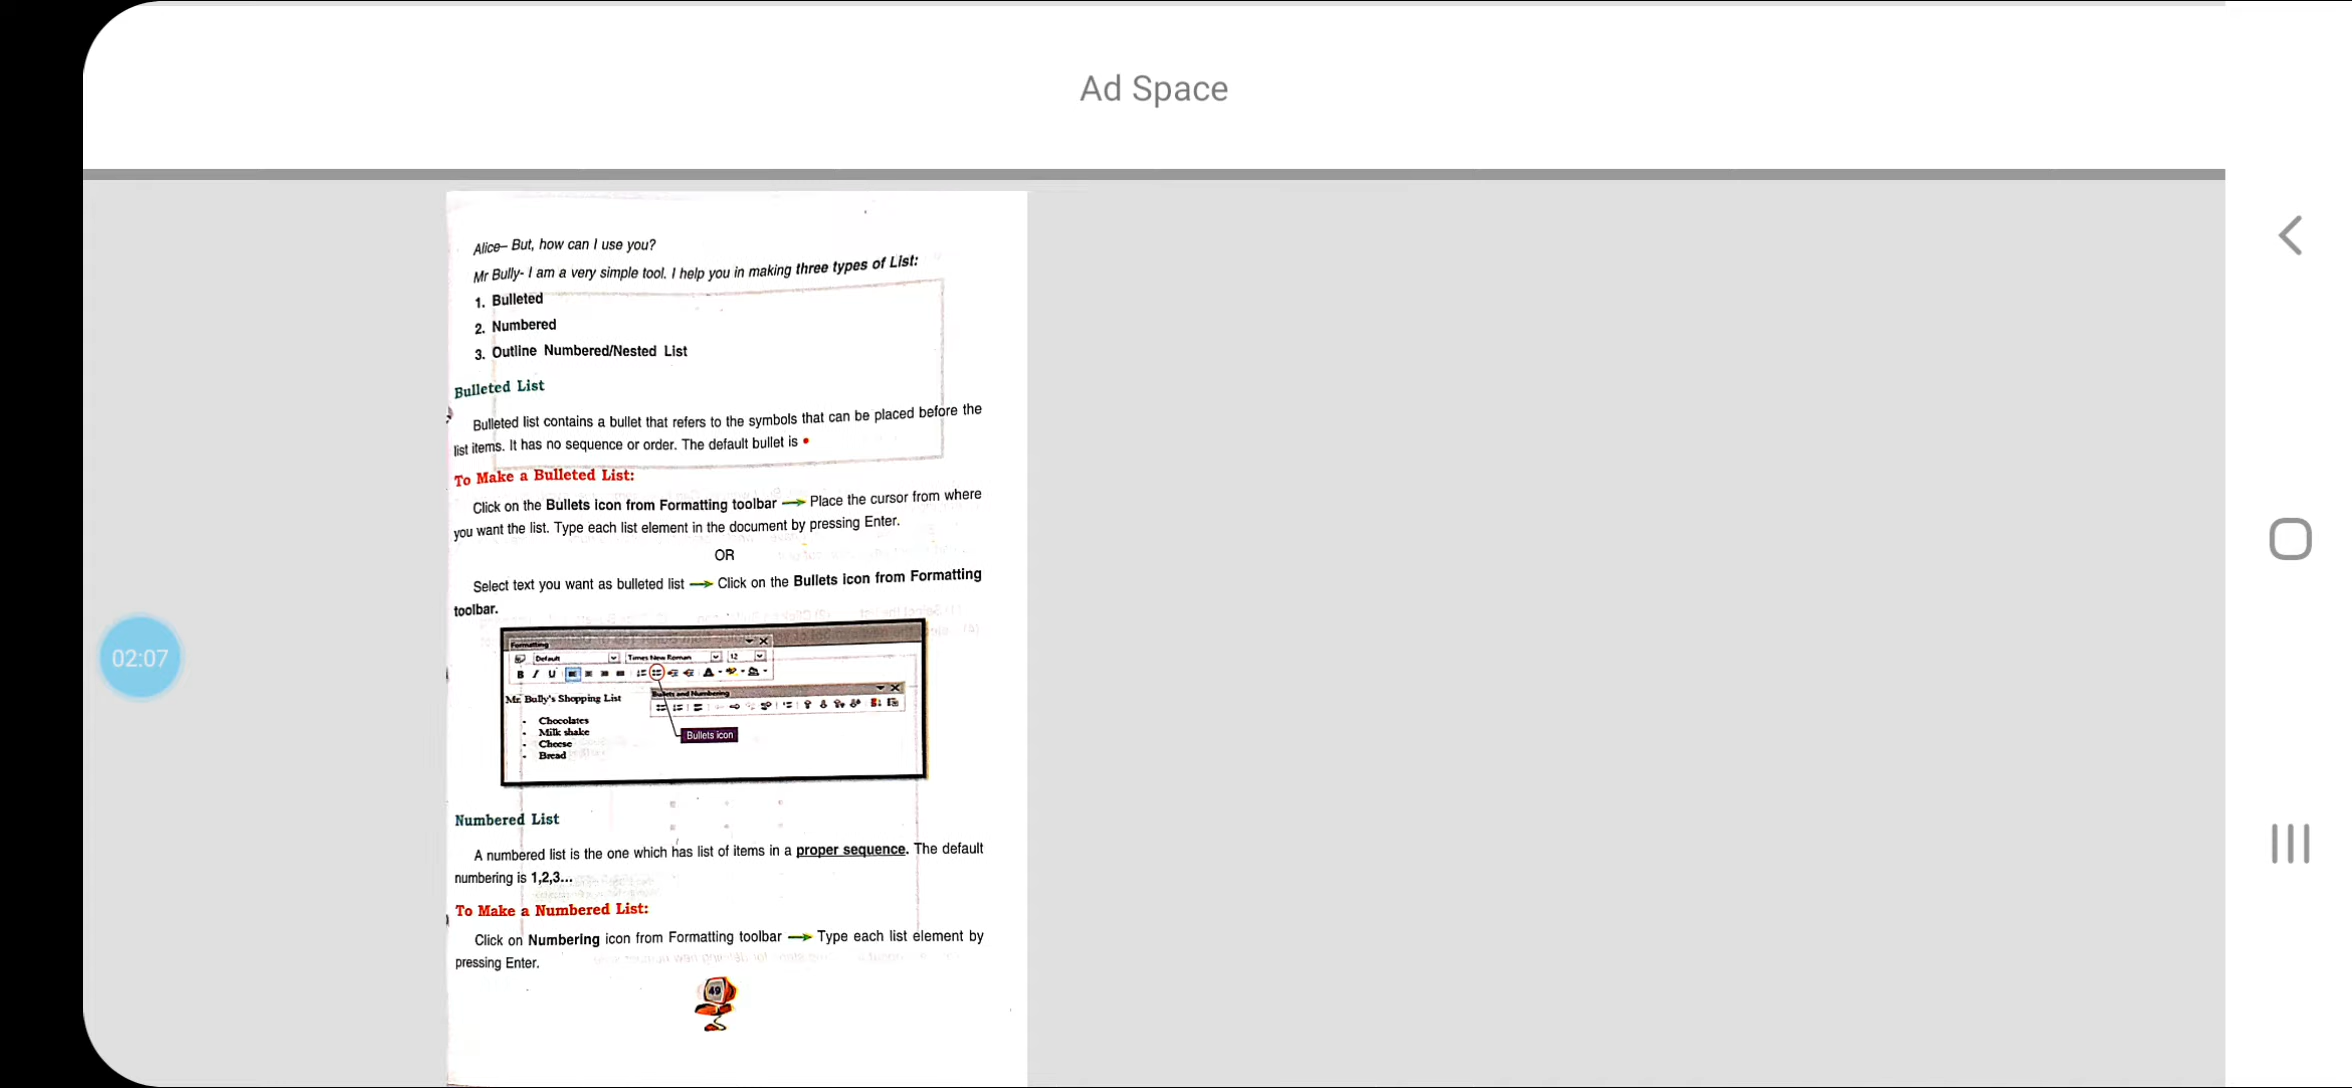 Ad Space
Alice– But, how can I use you?
Mr Bully- I am a very simple tool. I help you in making three types of List:
1. Bulleted
2. Numbered
3. Outline Numbered/Nested List
Bulleted List
Bulleted list contains a bullet that refers to the symbols that can be placed before the
list items. It has no sequence or order. The default bullet is •
To Make a Bulleted List:
Click on the Bullets icon from Formatting toolbar → Place the cursor from where
you want the list. Type each list element in the document by pressing Enter.
OR
Select text you want as bulleted list → Click on the Bullets icon from Formatting
toolbar.
Formatting
Default Times New Roman 12
B I U
Mr. Bully's Shopping List
Bullets and Numbering
• Chocolates
• Milk shake
• Cheese
• Bread
Bullets icon
02:07
Numbered List
A numbered list is the one which has list of items in a proper sequence. The default
numbering is 1,2,3...
To Make a Numbered List:
Click on Numbering icon from Formatting toolbar → Type each list element by
pressing Enter.
49